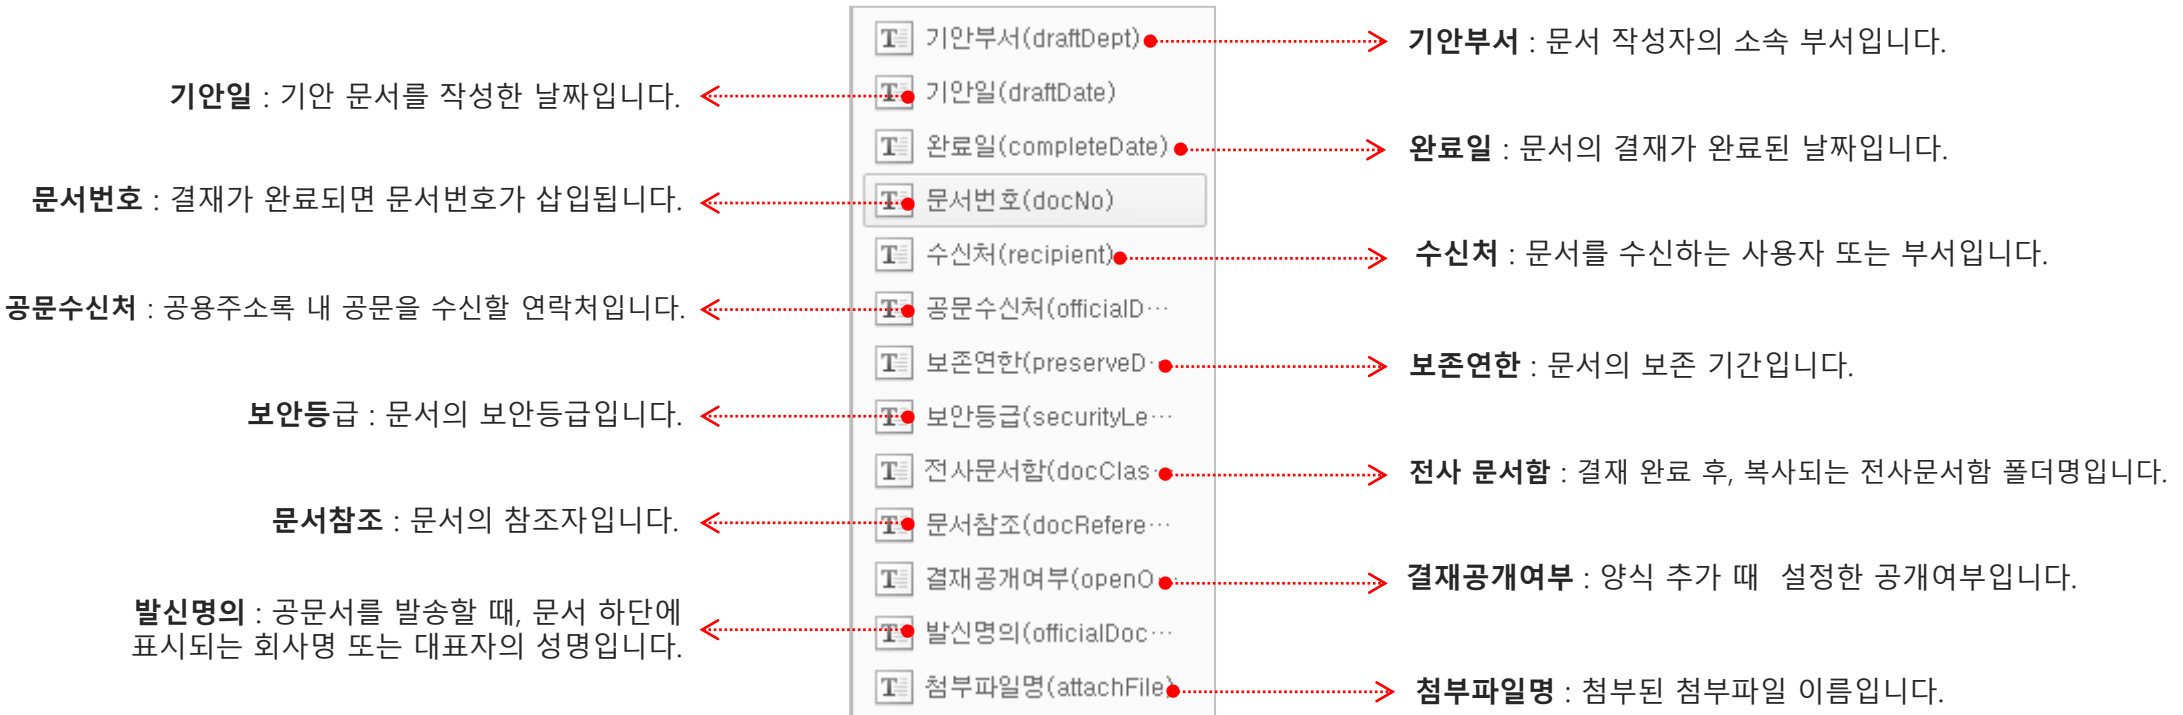 기안부서(draftDept)
기안부서 : 문서 작성자의 소속 부서입니다.
기안일 : 기안 문서를 작성한 날짜입니다.
기안일(draftDate)
완료일(completeDate)
완료일 : 문서의 결재가 완료된 날짜입니다.
문서번호 : 결재가 완료되면 문서번호가 삽입됩니다.
문서번호(docNo)
수신처(recipient)
수신처 : 문서를 수신하는 사용자 또는 부서입니다.
공문수신처 : 공용주소록 내 공문을 수신할 연락처입니다.
공문수신처(officialD…
보존연한(preserveD…
보존연한 : 문서의 보존 기간입니다.
보안등급 : 문서의 보안등급입니다.
보안등급(securityLe…
전사문서함(docClas…
전사 문서함 : 결재 완료 후, 복사되는 전사문서함 폴더명입니다.
문서참조 : 문서의 참조자입니다.
문서참조(docRefere…
결재공개여부(openO…
결재공개여부 : 양식 추가 때 설정한 공개여부입니다.
발신명의 : 공문서를 발송할 때, 문서 하단에
표시되는 회사명 또는 대표자의 성명입니다.
발신명의(officialDoc…
첨부파일명(attachFile)
첨부파일명 : 첨부된 첨부파일 이름입니다.